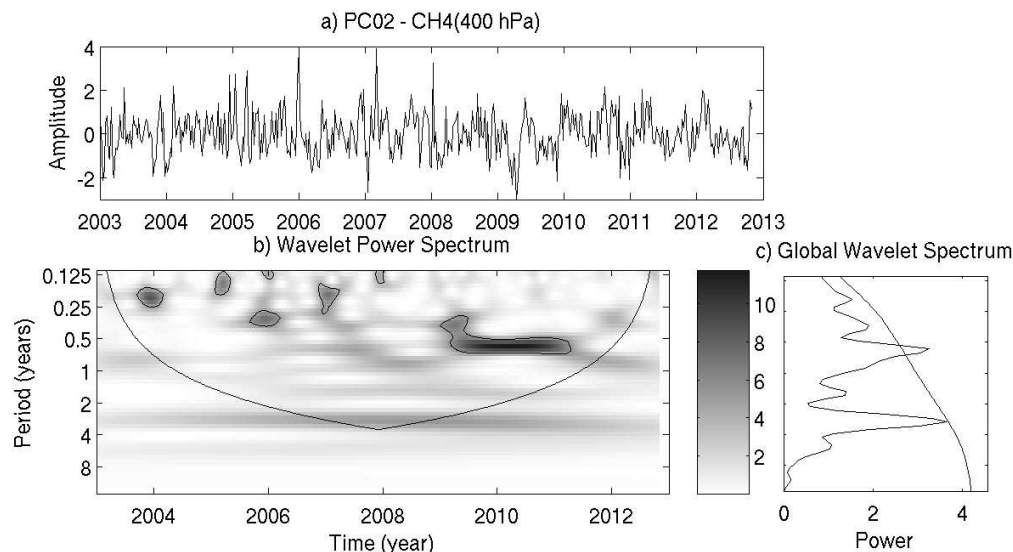 a) PC02 - CH4(400 hPa)
4
2
0
-2
Amplitude
2003 2004 2005 2006 2007 2008 2009 2010 2011 2012 2013
b) Wavelet Power Spectrum
0.125
0.25
0.5
1
2
4
8
Period (years)
2004 2006 2008 2010 2012
Time (year)
10
8
6
4
2
c) Global Wavelet Spectrum
0 2 4
Power